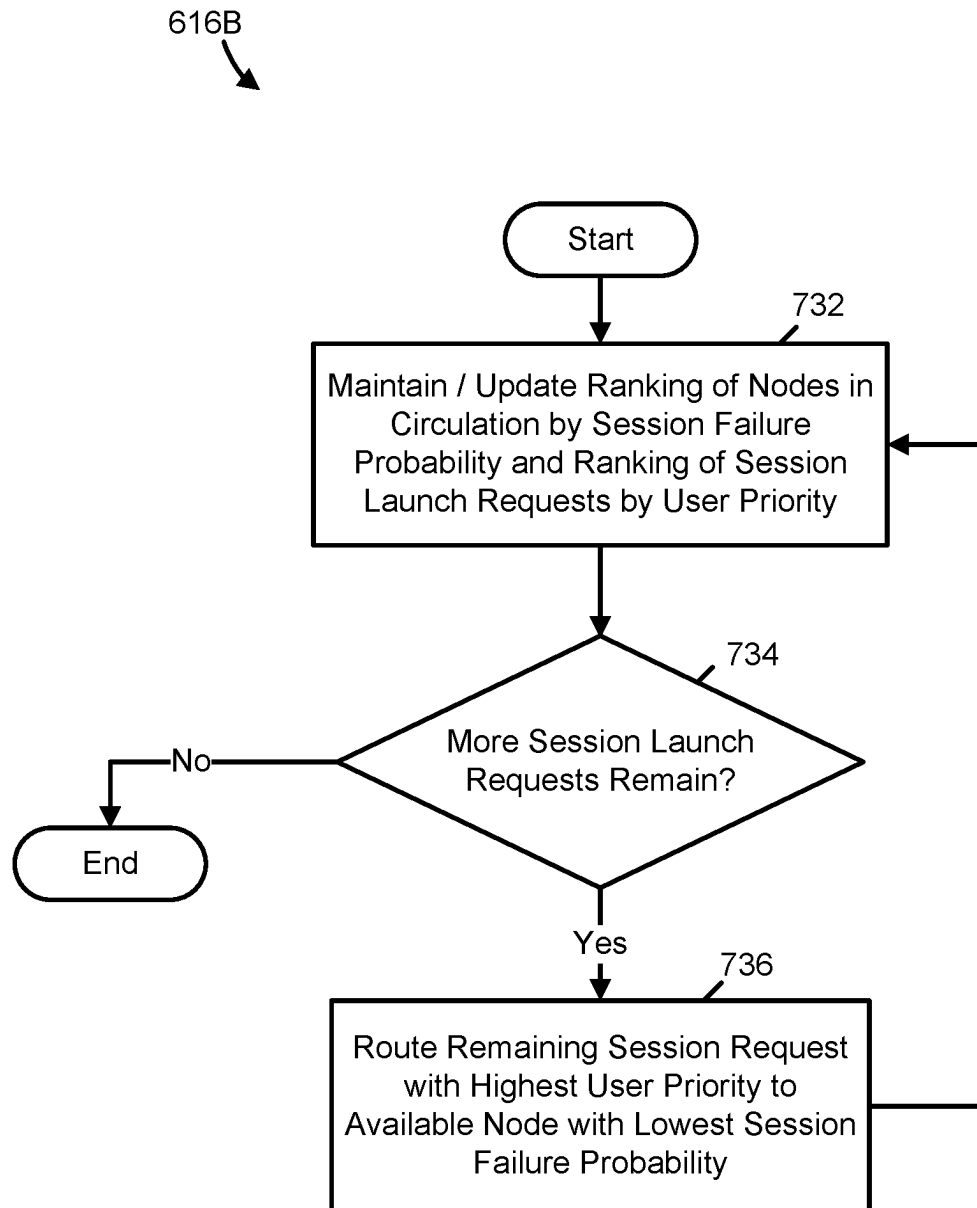 616B
Start
732
Maintain / Update Ranking of Nodes in
Circulation by Session Failure
Probability and Ranking of Session
Launch Requests by User Priority
734
More Session Launch
Requests Remain?
No
End
Yes
736
Route Remaining Session Request
with Highest User Priority to
Available Node with Lowest Session
Failure Probability